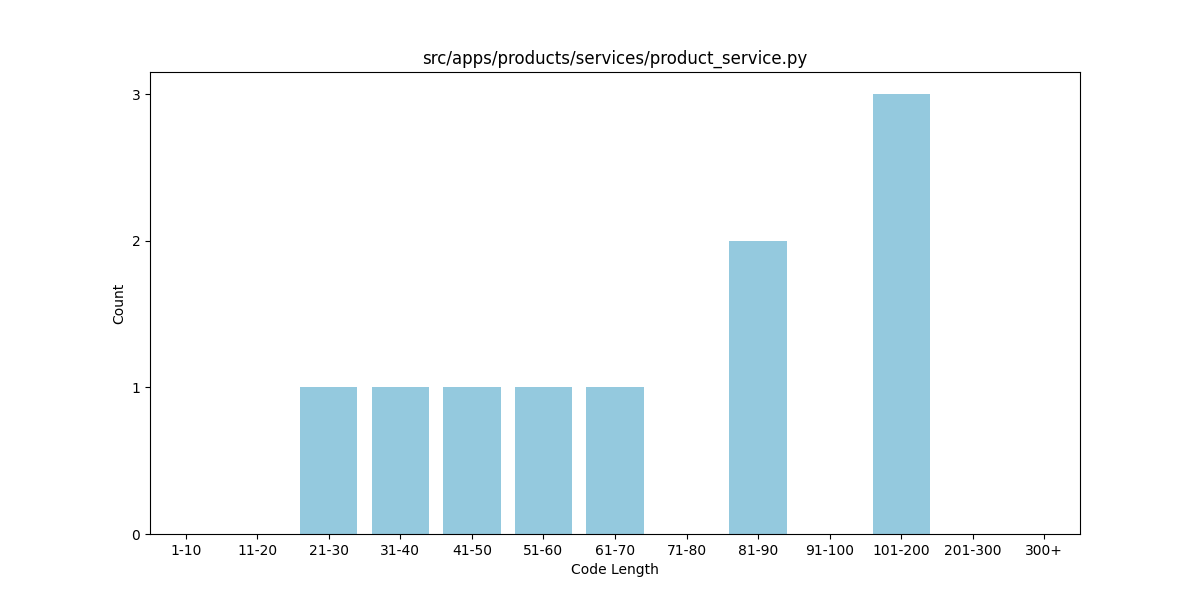 src/apps/products/services/product_service.py
3
2
1
0
Count
1-10 11-20 21-30 31-40 41-50 51-60 61-70 71-80 81-90 91-100 101-200 201-300 300+
Code Length